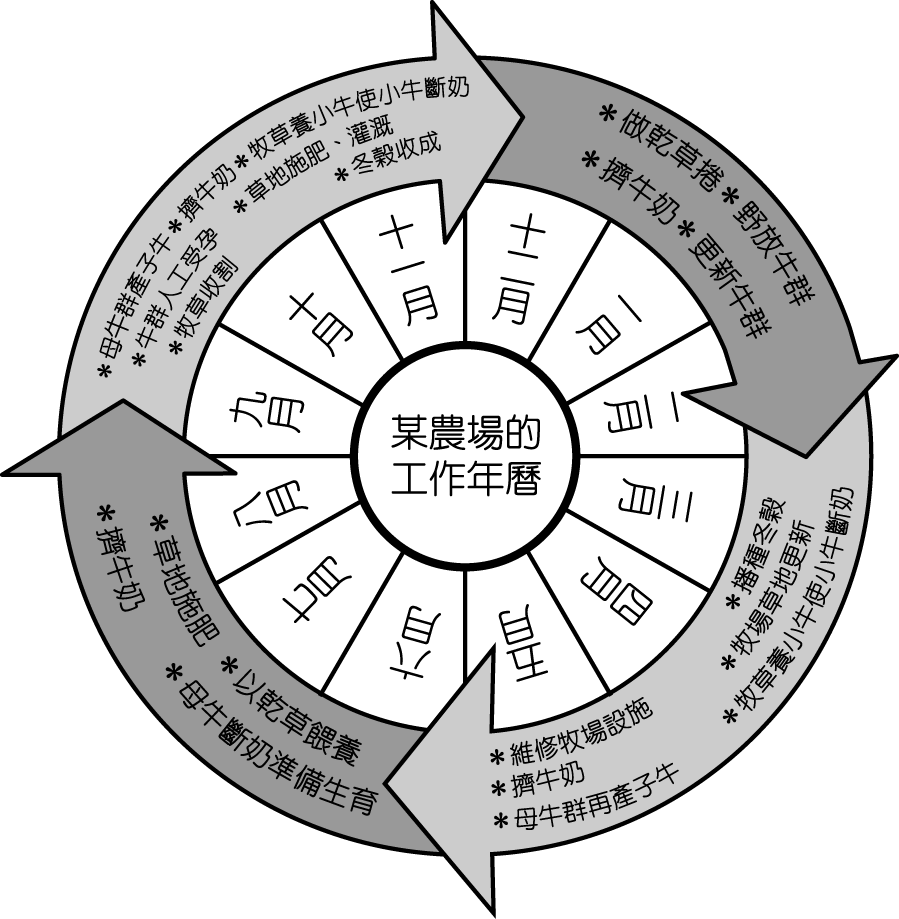 某農場的
工作年曆
十二月
一月
二月
三月
四月
五月
六月
七月
八月
九月
十月
十一月
＊做乾草捲
＊野放牛群
＊擠牛奶
＊更新牛群
＊播種冬穀
＊牧場草地更新
＊牧草養小牛使小牛斷奶
＊維修牧場設施
＊擠牛奶
＊母牛群再產子牛
＊以乾草餵養
＊母牛斷奶準備生育
＊草地施肥
＊擠牛奶
＊母牛群產子牛
＊牛群人工受孕
＊牧草收割
＊擠牛奶
＊牧草養小牛使小牛斷奶
＊草地施肥、灌溉
＊冬穀收成